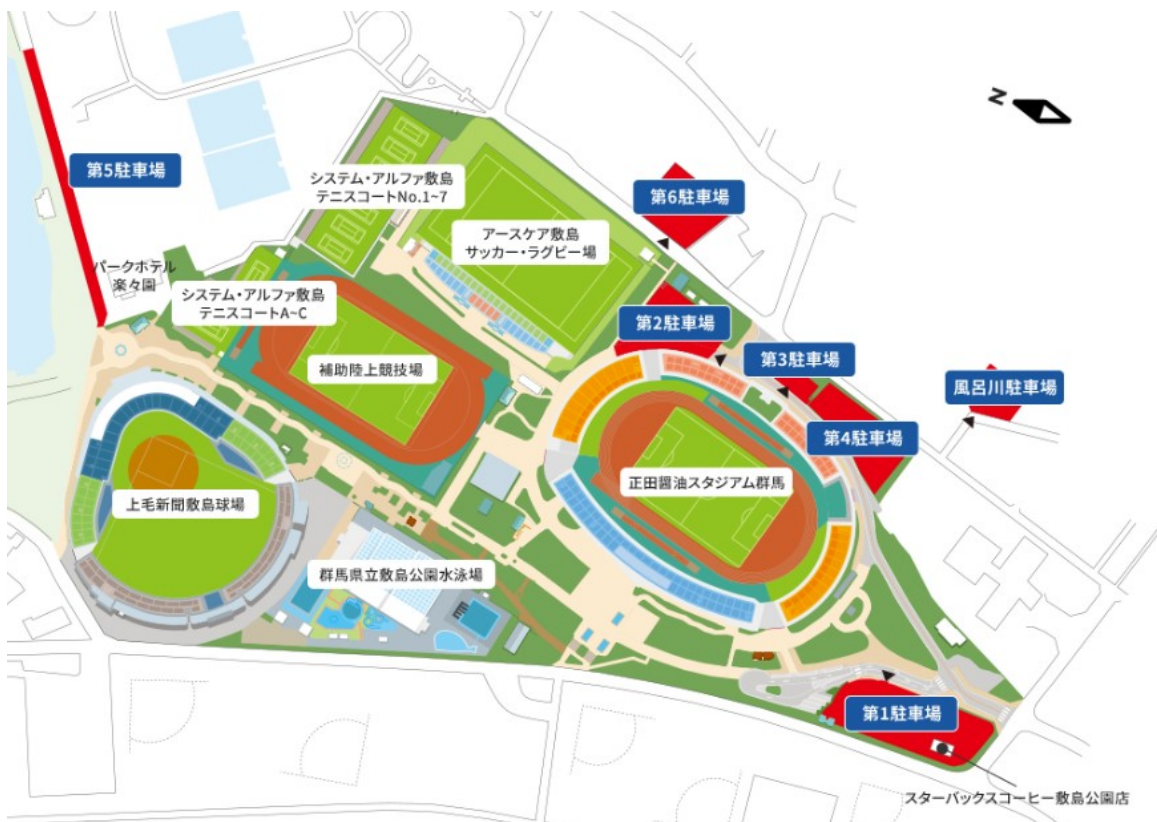 N
第5駐車場
システム・アルファ敷島
テニスコートNo.1~7
第6駐車場
アースケア敷島
サッカー・ラグビー場
パークホテル
楽々園
システム・アルファ敷島
テニスコートA~C
第2駐車場
第3駐車場
補助陸上競技場
風呂川駐車場
第4駐車場
正田醤油スタジアム群馬
上毛新聞敷島球場
群馬県立敷島公園水泳場
第1駐車場
スターバックスコーヒー敷島公園店